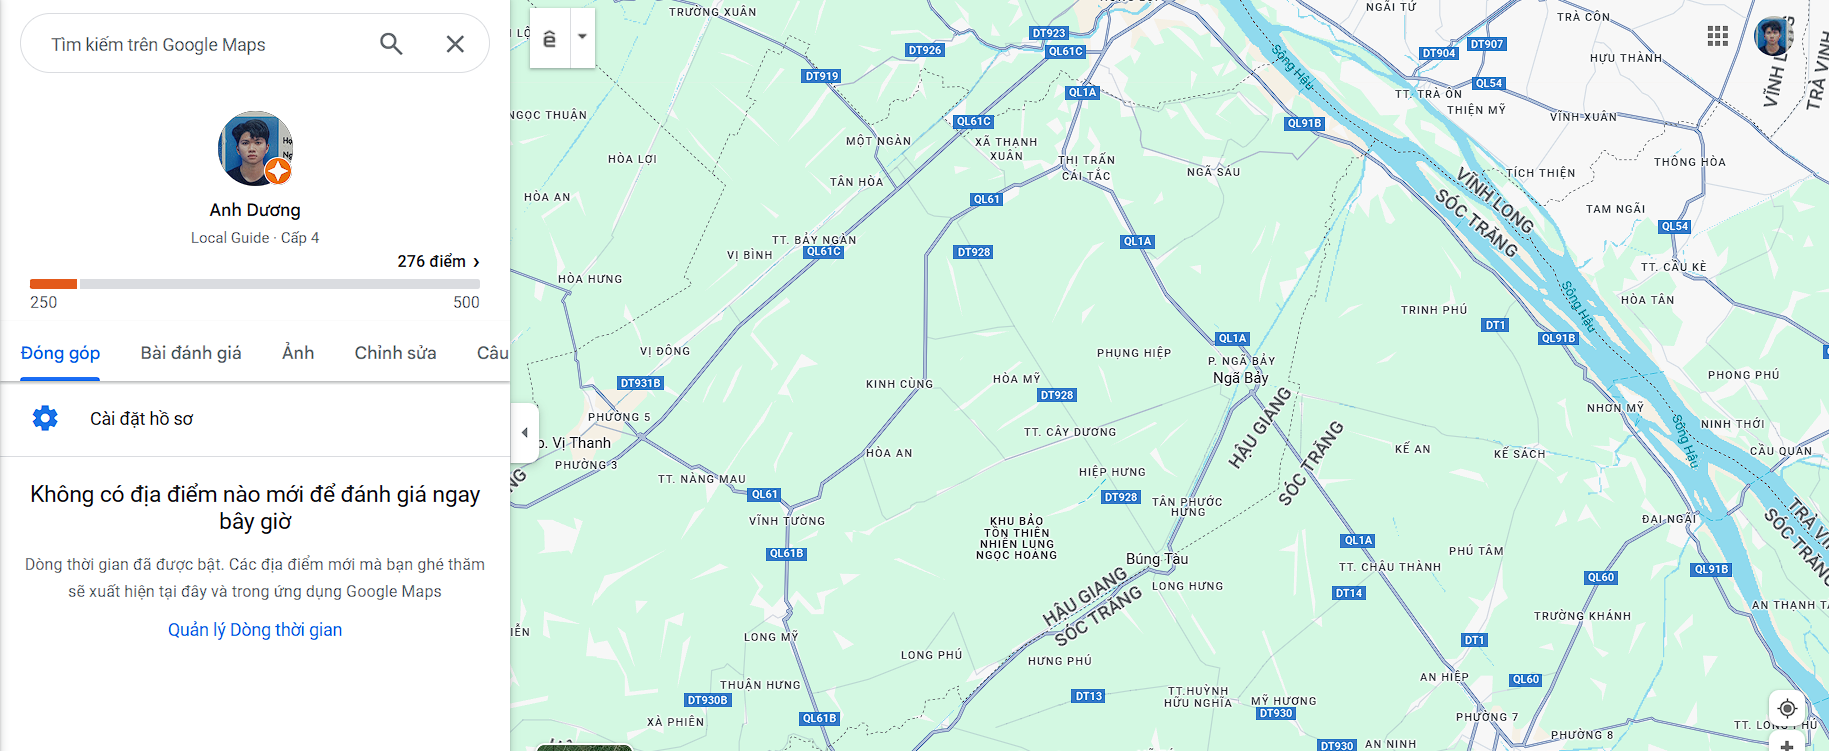 Tìm kiếm trên Google Maps
Anh Dương
Local Guide · Cấp 4
276 điểm ›
250
500
Đóng góp
Bài đánh giá
Ảnh
Chỉnh sửa
Câu
Cài đặt hồ sơ
Không có địa điểm nào mới để đánh giá ngay
bây giờ
Dòng thời gian đã được bật. Các địa điểm mới mà bạn ghé thăm
sẽ xuất hiện tại đây và trong ứng dụng Google Maps
Quản lý Dòng thời gian
ê
TRƯỜNG XUÂN
DT926
DT923
QL61C
DT919
QL1A
NGÃI TỨ
TRÀ CÔN
DT904
DT907
HỰU THÀNH
QL54
TT. TRÀ ÔN
THIỆN MỸ
VĨNH XUÂN
TRÀ VINH
Sông Hậu
NGỌC THUẬN
QL61C
QL91B
MỘT NGÀN
XÃ THẠNH
XUÂN
HÒA LỢI
THỊ TRẤN
CÁI TẮC
NGÃ SÁU
TÍCH THIỆN
THÔNG HÒA
HÒA AN
TÂN HÒA
QL61
VĨNH LONG
SÓC TRĂNG
TAM NGÃI
QL54
TT. BẢY NGÀN
QL61C
VỊ BÌNH
DT928
QL1A
TT. CẦU KÈ
HÒA HƯNG
Sông Hậu
HÒA TÂN
TRINH PHÚ
DT1
QL91B
QL1A
VỊ ĐÔNG
PHỤNG HIỆP
P. NGÃ BẢY
Ngã Bảy
DT931B
KINH CÙNG
HÒA MỸ
DT928
PHONG PHÚ
PHƯỜNG 5
NHƠN MỸ
NINH THỚI
p. Vị Thanh
TT. CÂY DƯƠNG
HẬU GIANG
SÓC TRĂNG
KẾ AN
KẾ SÁCH
Sông Hậu
CẦU QUAN
PHƯỜNG 3
HÒA AN
HIỆP HƯNG
TT. NÀNG MAU
QL61
DT928
TÂN PHƯỚC
HƯNG
VĨNH TƯỜNG
KHU BẢO
TỒN THIÊN
NHIÊN LUNG
NGỌC HOÀNG
ĐẠI NGÃI
SÓC TRĂNG
QL61B
Búng Tàu
QL1A
PHÚ TÂM
TT. CHÂU THÀNH
QL60
QL91B
LONG HƯNG
DT14
HẬU GIANG
SÓC TRĂNG
TRƯỜNG KHÁNH
LONG MỸ
DT1
LONG PHÚ
HƯNG PHÚ
AN HIỆP
QL60
THUẬN HƯNG
DT930B
DT13
TT.HUỲNH
HỮU NGHĨA
MỸ HƯƠNG
DT930
XÀ PHIÊN
QL61B
PHƯỜNG 7
TT. LONG PHÚ
PHƯỜNG 8
DT930
AN NINH